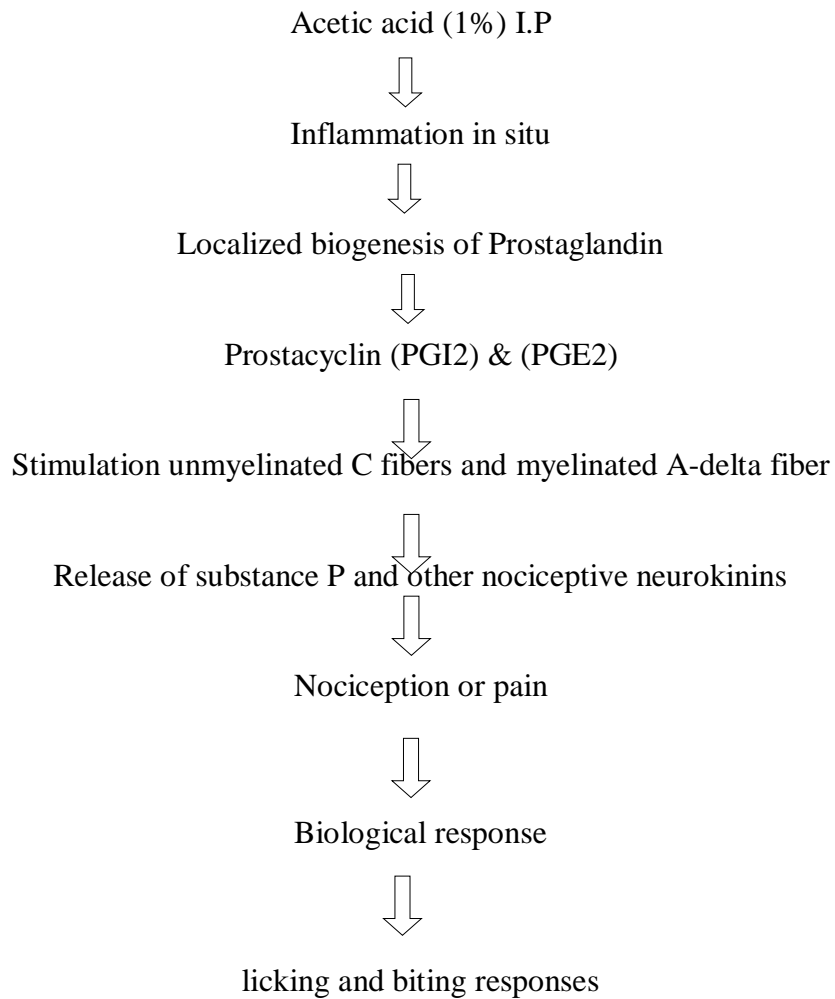 Acetic acid (1%) I.P
Inflammation in situ
Localized biogenesis of Prostaglandin
Prostacyclin (PGI2) & (PGE2)
Stimulation unmyelinated C fibers and myelinated A-delta fiber
Release of substance P and other nociceptive neurokinins
Nociception or pain
Biological response
licking and biting responses